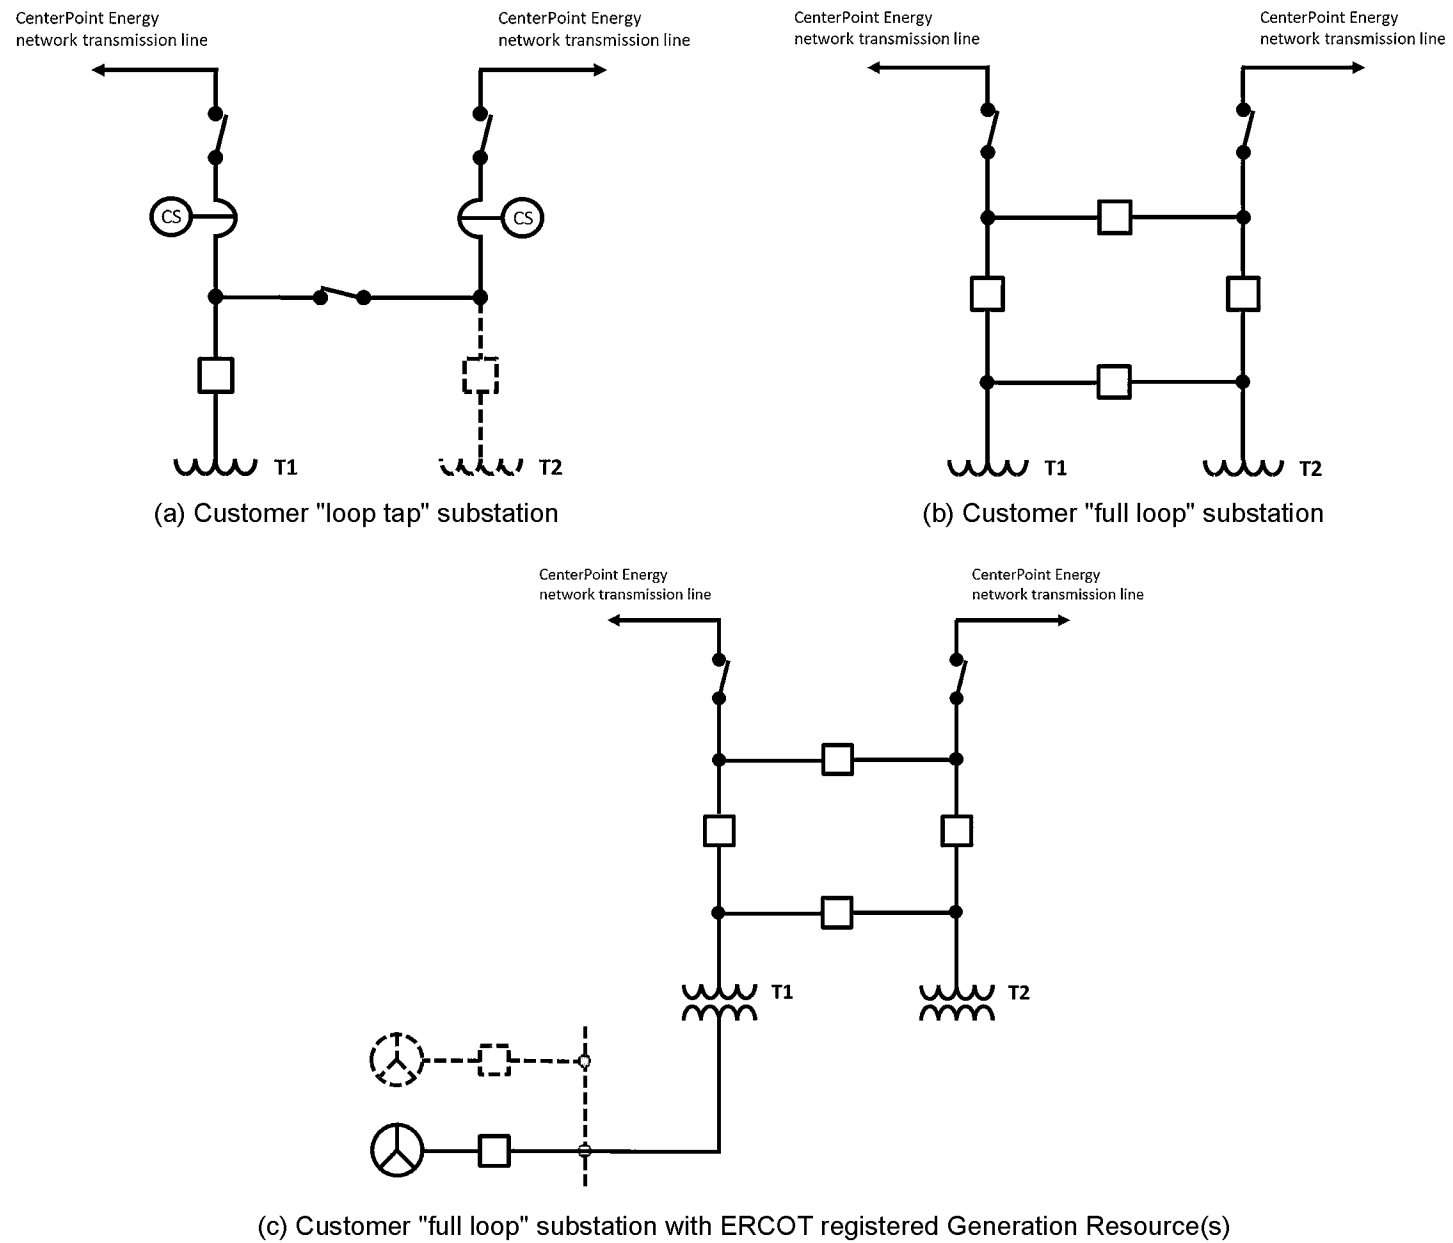 CenterPoint Energy
network transmission line
CenterPoint Energy
network transmission line
CenterPoint Energy
network transmission line
CenterPoint Energy
network transmission line
CS
CS
T1
T2
T1
T2
(a) Customer "loop tap" substation
(b) Customer "full loop" substation
CenterPoint Energy
network transmission line
CenterPoint Energy
network transmission line
T1
T2
(c) Customer "full loop" substation with ERCOT registered Generation Resource(s)